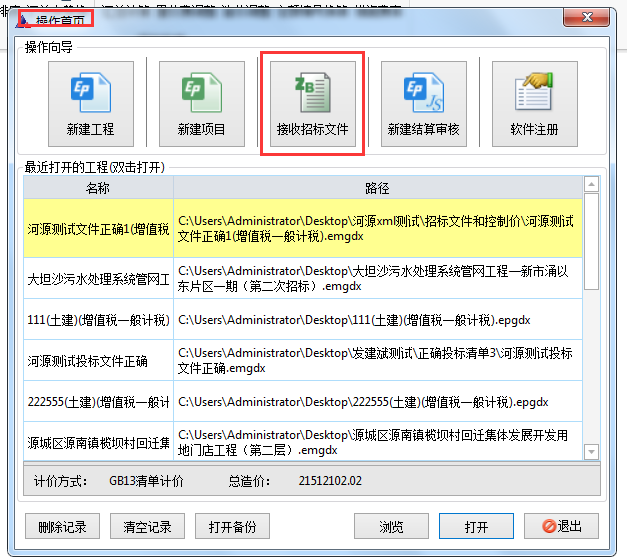 操作首页
操作向导
新建工程
新建项目
接收招标文件
新建结算审核
软件注册
最近打开的工程(双击打开)
名称 路径
河源测试文件正确1(增值税 C:\Users\Administrator\Desktop\河源xml测试\招标文件和控制价\河源测试
文件正确1(增值税一般计税).emgdx
大坦沙污水处理系统管网工 C:\Users\Administrator\Desktop\大坦沙污水处理系统管网工程—新市涌以
东片区一期（第二次招标）.emgdx
111(土建)(增值税一般计税) C:\Users\Administrator\Desktop\111(土建)(增值税一般计税).epgdx
河源测试投标文件正确 C:\Users\Administrator\Desktop\发建斌测试\正确投标清单3\河源测试投标
文件正确.emgdx
222555(土建)(增值税一般计 C:\Users\Administrator\Desktop\222555(土建)(增值税一般计税).epgdx
源城区源南镇榄坝村回迁集 C:\Users\Administrator\Desktop\源城区源南镇榄坝村回迁集体发展开发用
地门店工程（第二层）.emgdx
计价方式： GB13清单计价 总造价： 21512102.02
删除记录 清空记录 打开备份 浏览 打开 退出